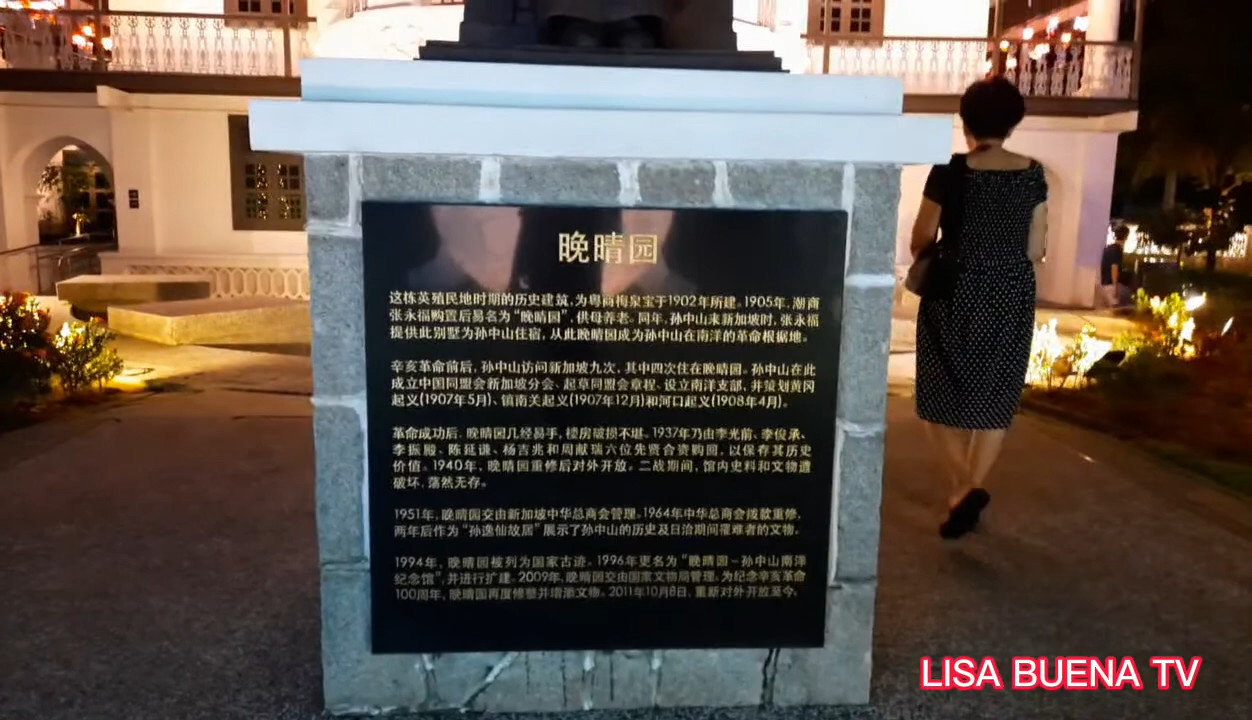 晚晴园
这栋英殖民地时期的历史建筑,为粤商梅泉宝于1902年所建。1905年,潮商
张永福购置后易名为“晚晴园”,供母养老。同年,孙中山来新加坡时,张永福
提供此别墅为孙中山住宿,从此晚晴园成为孙中山在南洋的革命根据地。
辛亥革命前后,孙中山访问新加坡九次,其中四次住在晚晴园。孙中山在此
成立中国同盟会新加坡分会、起草同盟会章程、设立南洋支部,并策划黄冈
起义(1907年5月)、镇南关起义(1907年12月)和河口起义(1908年4月)。
革命成功后,晚晴园几经易手,楼房破损不堪。1937年乃由李光前、李俊承、
李振殿、陈延谦、杨吉兆和周献瑞六位先贤合资购回,以保存其历史
价值。1940年,晚晴园重修后对外开放。二战期间,馆内史料和文物遭
破坏,荡然无存。
1951年,晚晴园交由新加坡中华总商会管理。1964年中华总商会拨款重修,
两年后作为“孙逸仙故居”展示了孙中山的历史及日治期间罹难者的文物。
1994年,晚晴园被列为国家古迹。1996年更名为“晚晴园–孙中山南洋
纪念馆”,并进行扩建。2009年,晚晴园交由国家文物局管理。为纪念辛亥革命
100周年,晚晴园再度修整并增添文物。2011年10月8日,重新对外开放至今。
LISA BUENA TV